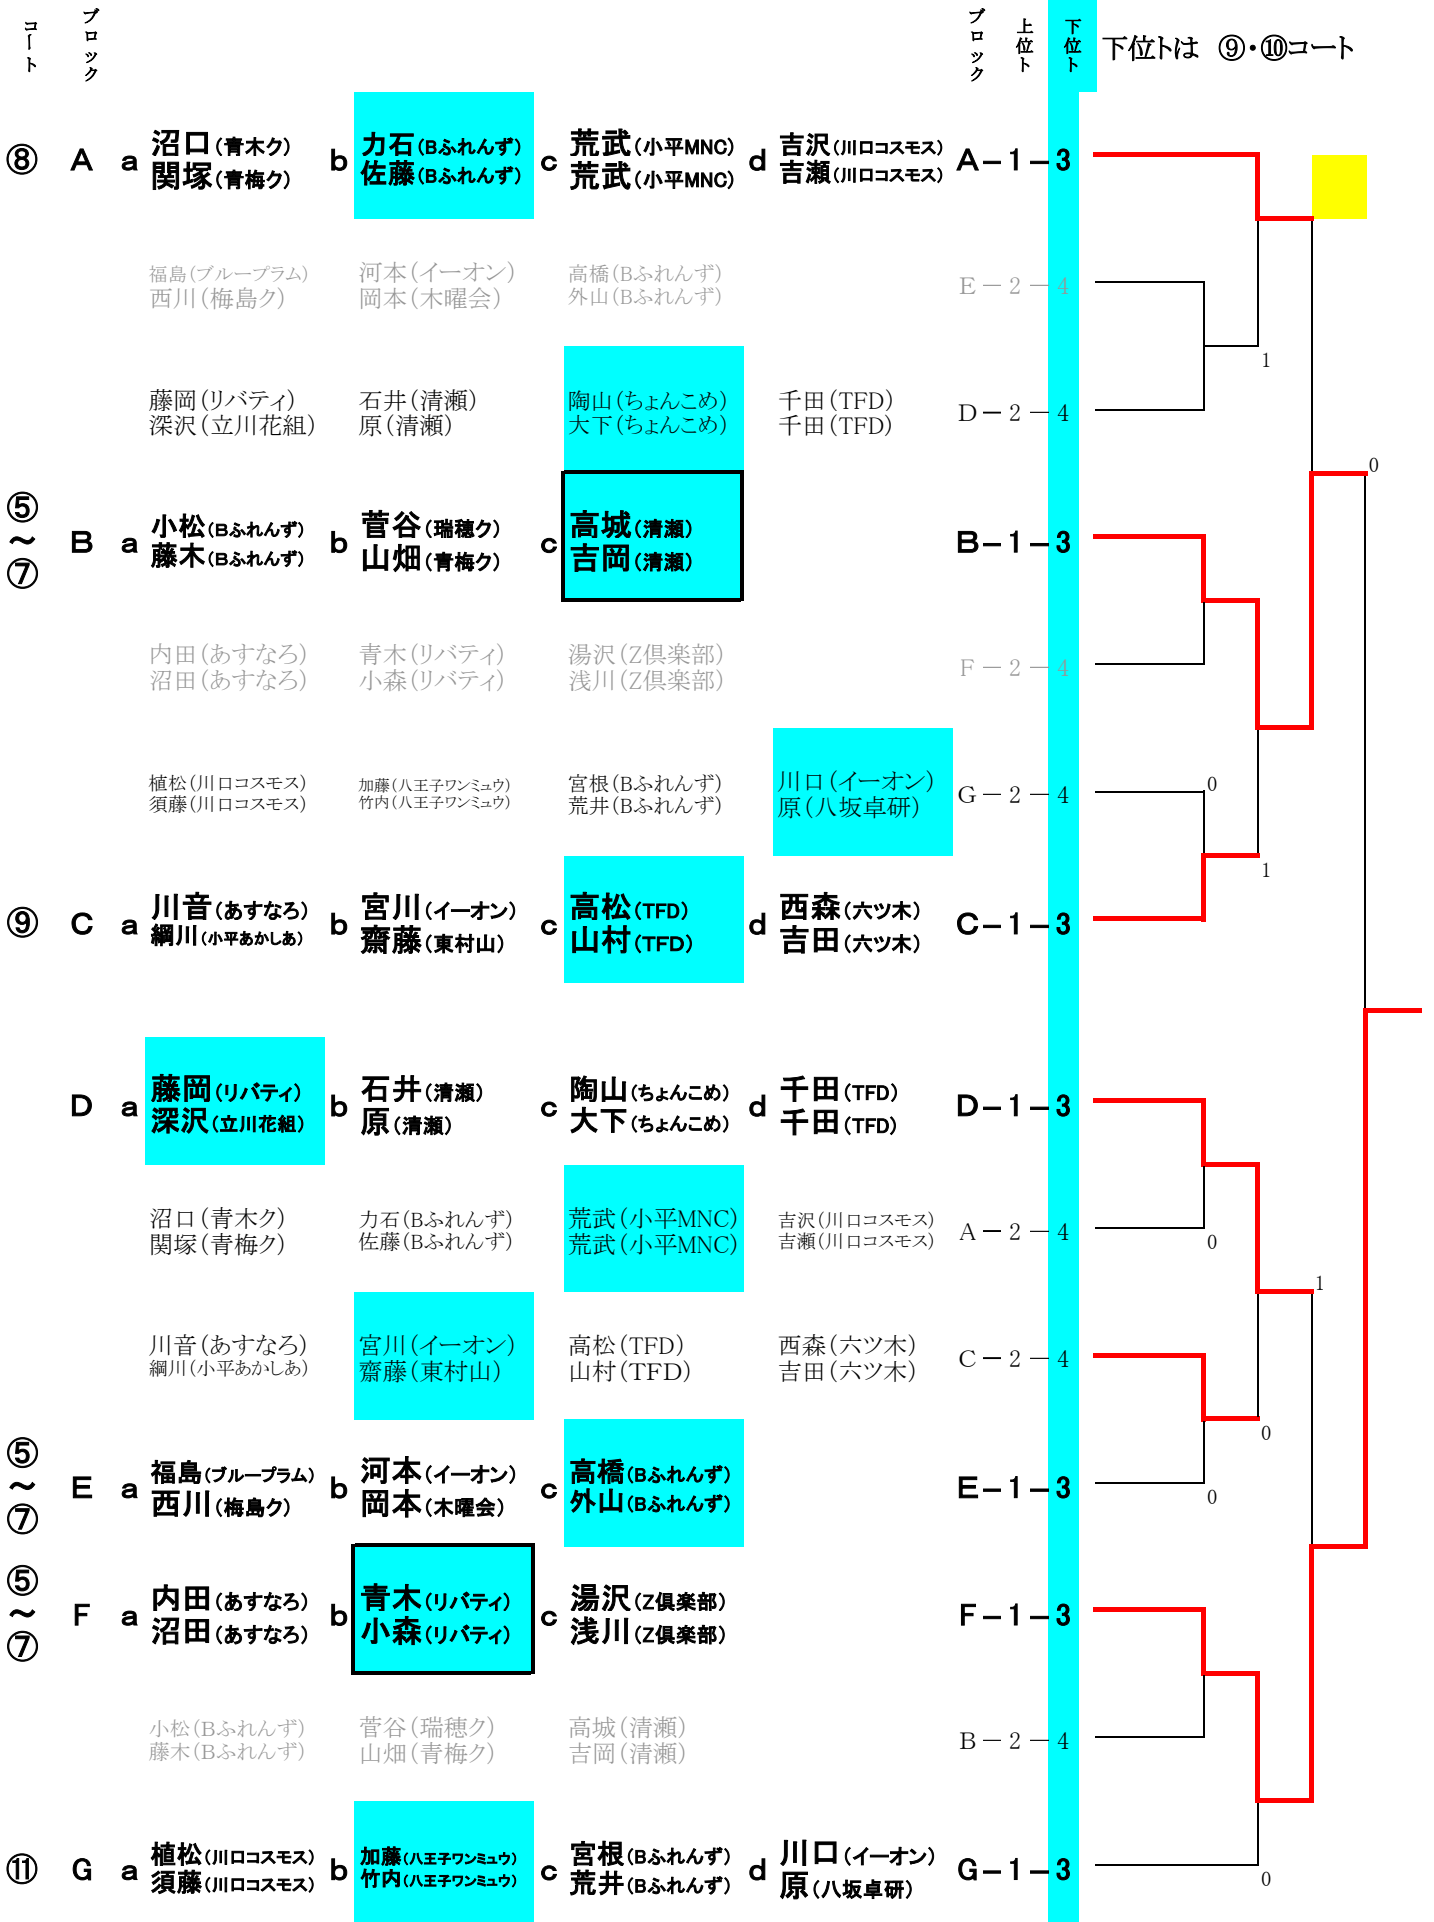 コート ブロック ブロック 上位ト 下位ト 下位トは ⑨・⑩コート
⑧ A a 沼口(青木ク) b 力石(Bふれんず) c 荒武(小平MNC) d 吉沢(川口コスモス) A－1－3
関塚(青梅ク) 佐藤(Bふれんず) 荒武(小平MNC) 吉瀬(川口コスモス)
福島(ブループラム) 河本(イーオン) 高橋(Bふれんず) E－2－4
西川(梅島ク) 岡本(木曜会) 外山(Bふれんず)
1
藤岡(リバティ) 石井(清瀬) 陶山(ちょんこめ) 千田(TFD) D－2－4
深沢(立川花組) 原(清瀬) 大下(ちょんこめ) 千田(TFD)
0
⑤～⑦ B a 小松(Bふれんず) b 菅谷(瑞穂ク) c 高城(清瀬) B－1－3
藤木(Bふれんず) 山畑(青梅ク) 吉岡(清瀬)
内田(あすなろ) 青木(リバティ) 湯沢(Z倶楽部) F－2－4
沼田(あすなろ) 小森(リバティ) 浅川(Z倶楽部)
植松(川口コスモス) 加藤(八王子ワンミュウ) 宮根(Bふれんず) 川口(イーオン) G－2－4 0
須藤(川口コスモス) 竹内(八王子ワンミュウ) 荒井(Bふれんず) 原(八坂卓研)
1
⑨ C a 川音(あすなろ) b 宮川(イーオン) c 高松(TFD) d 西森(六ツ木) C－1－3
綱川(小平あかしあ) 齋藤(東村山) 山村(TFD) 吉田(六ツ木)
D a 藤岡(リバティ) b 石井(清瀬) c 陶山(ちょんこめ) d 千田(TFD) D－1－3
深沢(立川花組) 原(清瀬) 大下(ちょんこめ) 千田(TFD)
沼口(青木ク) 力石(Bふれんず) 荒武(小平MNC) 吉沢(川口コスモス) A－2－4
関塚(青梅ク) 佐藤(Bふれんず) 荒武(小平MNC) 吉瀬(川口コスモス) 0
1
川音(あすなろ) 宮川(イーオン) 高松(TFD) 西森(六ツ木) C－2－4
綱川(小平あかしあ) 齋藤(東村山) 山村(TFD) 吉田(六ツ木)
0
⑤～⑦ E a 福島(ブループラム) b 河本(イーオン) c 高橋(Bふれんず) E－1－3
西川(梅島ク) 岡本(木曜会) 外山(Bふれんず) 0
⑤～⑦ F a 内田(あすなろ) b 青木(リバティ) c 湯沢(Z倶楽部) F－1－3
沼田(あすなろ) 小森(リバティ) 浅川(Z倶楽部)
小松(Bふれんず) 菅谷(瑞穂ク) 高城(清瀬) B－2－4
藤木(Bふれんず) 山畑(青梅ク) 吉岡(清瀬)
⑪ G a 植松(川口コスモス) b 加藤(八王子ワンミュウ) c 宮根(Bふれんず) d 川口(イーオン) G－1－3
須藤(川口コスモス) 竹内(八王子ワンミュウ) 荒井(Bふれんず) 原(八坂卓研) 0